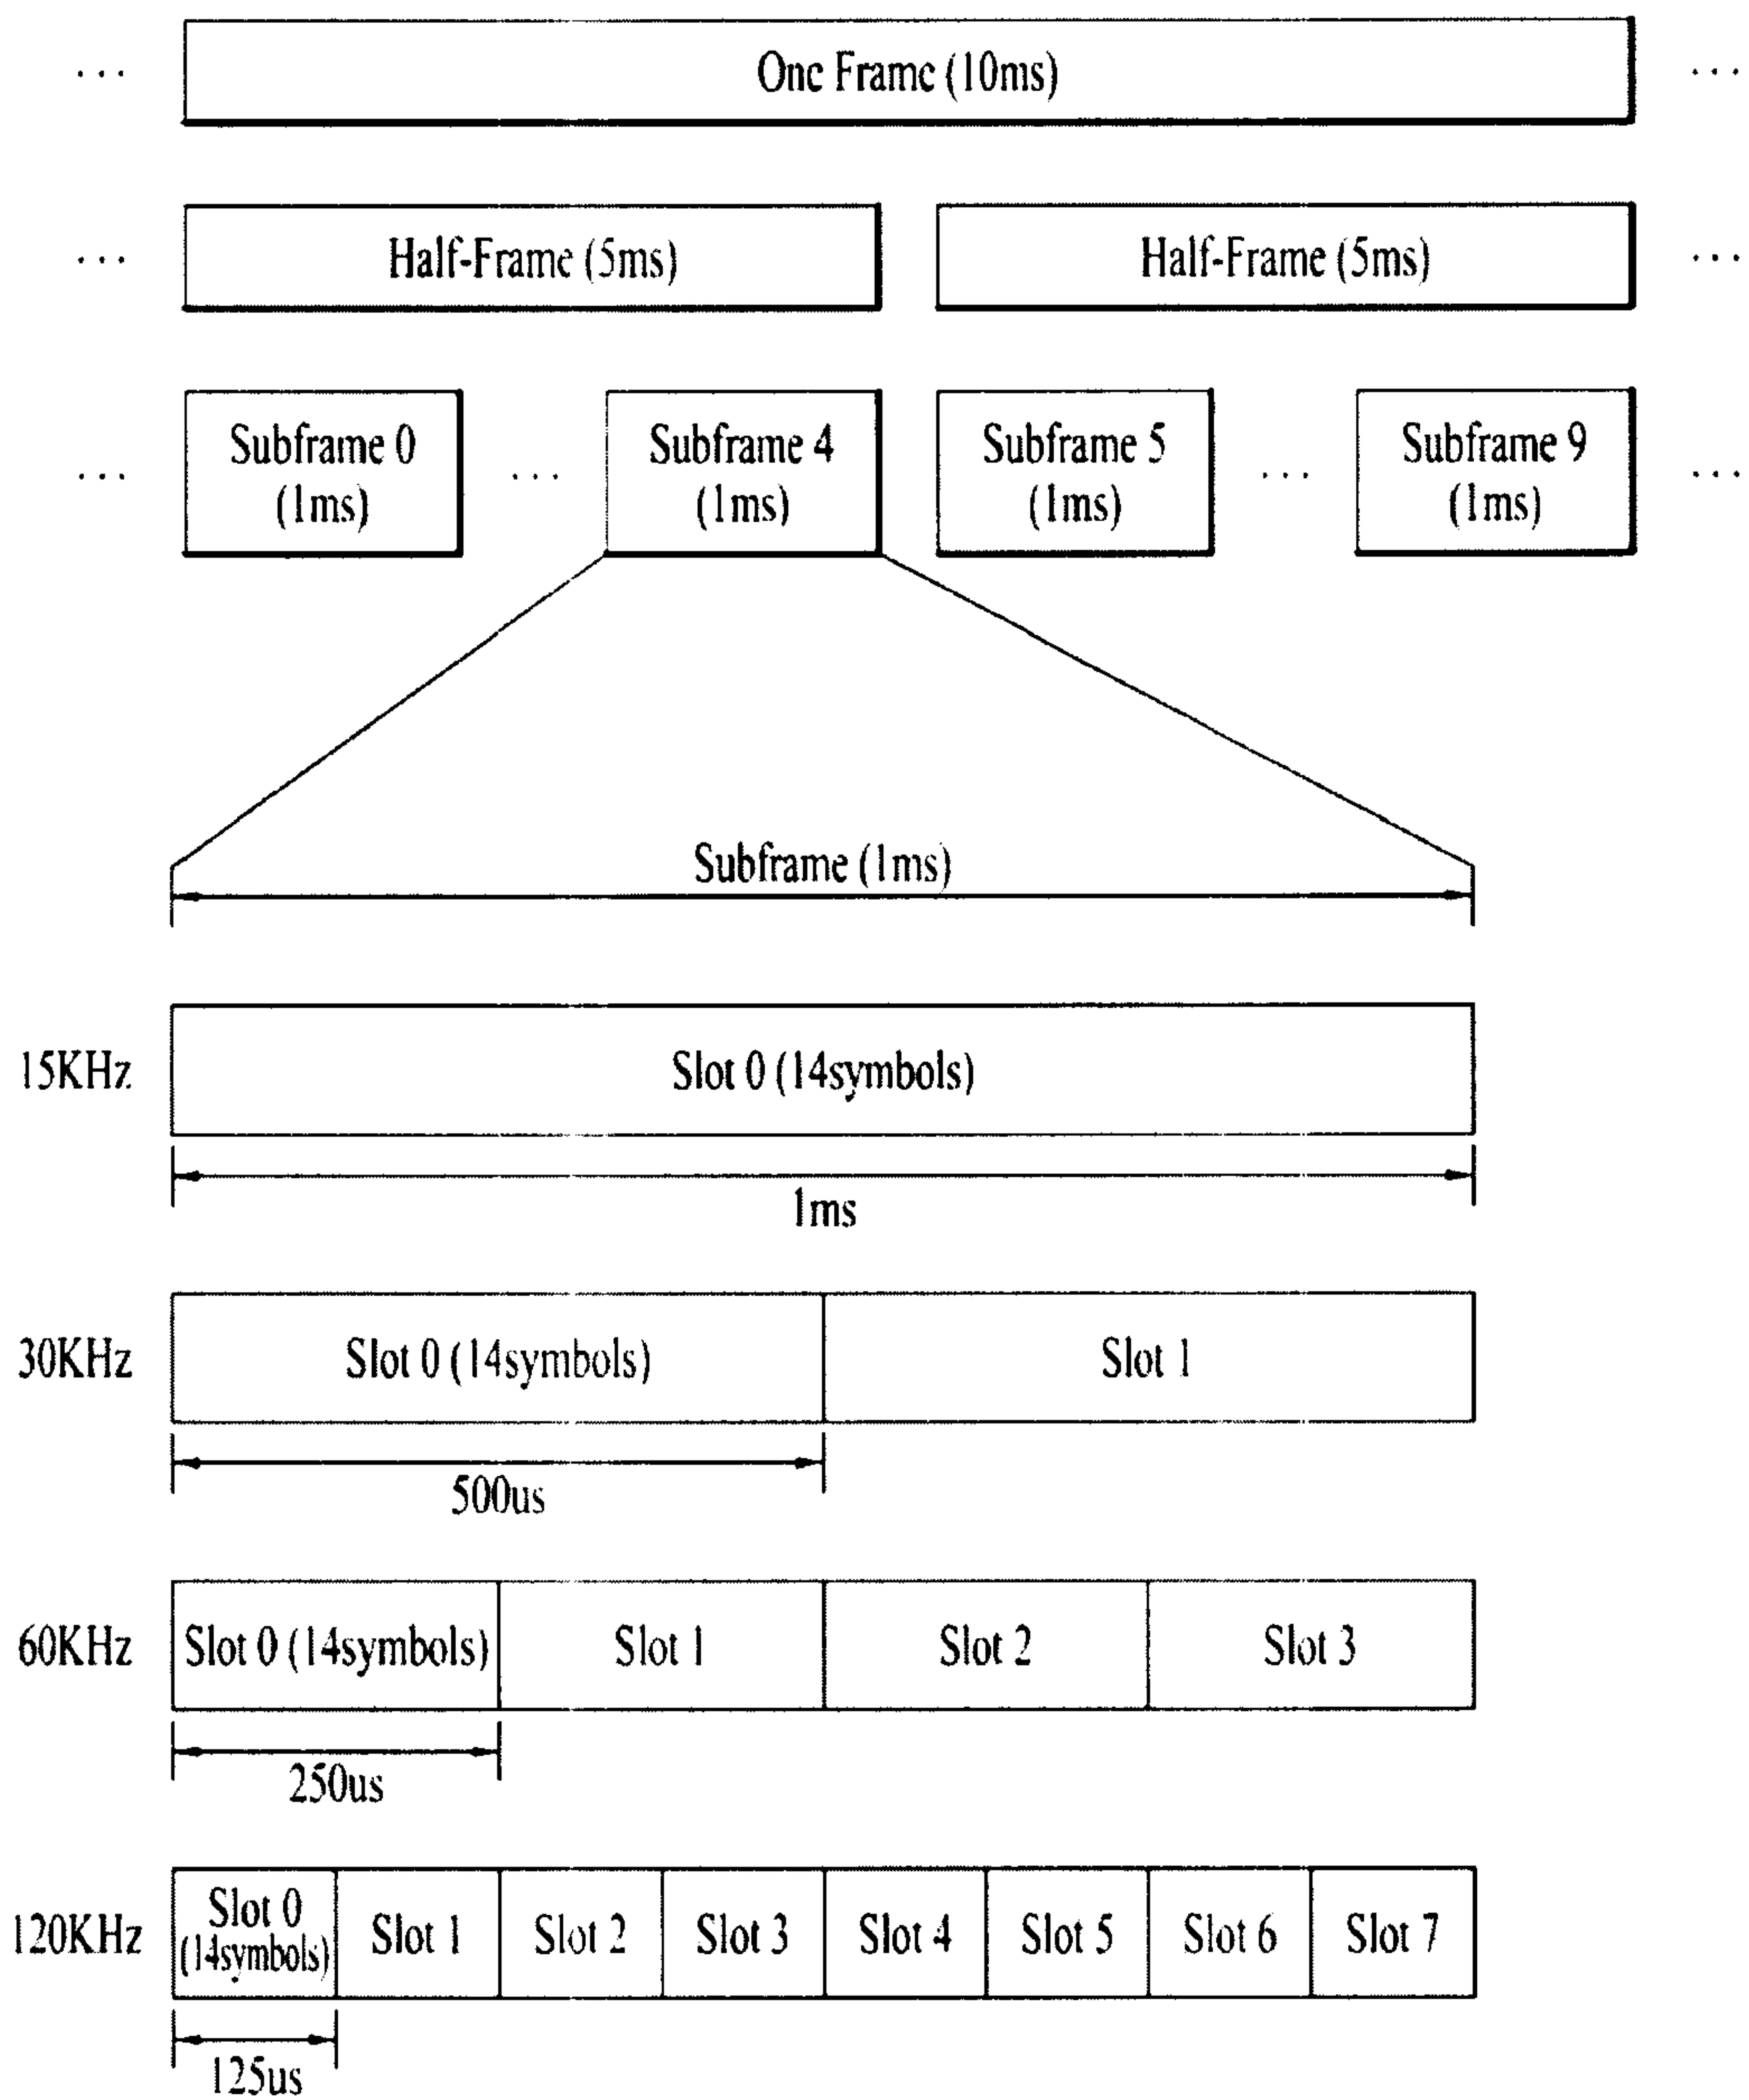 ... One Frame (10ms) ...
... Half-Frame (5ms) Half-Frame (5ms) ...
... Subframe 0 (1ms) ... Subframe 4 (1ms) Subframe 5 (1ms) ... Subframe 9 (1ms) ...
Subframe (1ms)
15KHz Slot 0 (14symbols)
1ms
30KHz Slot 0 (14symbols) Slot 1
500us
60KHz Slot 0 (14symbols) Slot 1 Slot 2 Slot 3
250us
120KHz Slot 0 (14symbols) Slot 1 Slot 2 Slot 3 Slot 4 Slot 5 Slot 6 Slot 7
125us